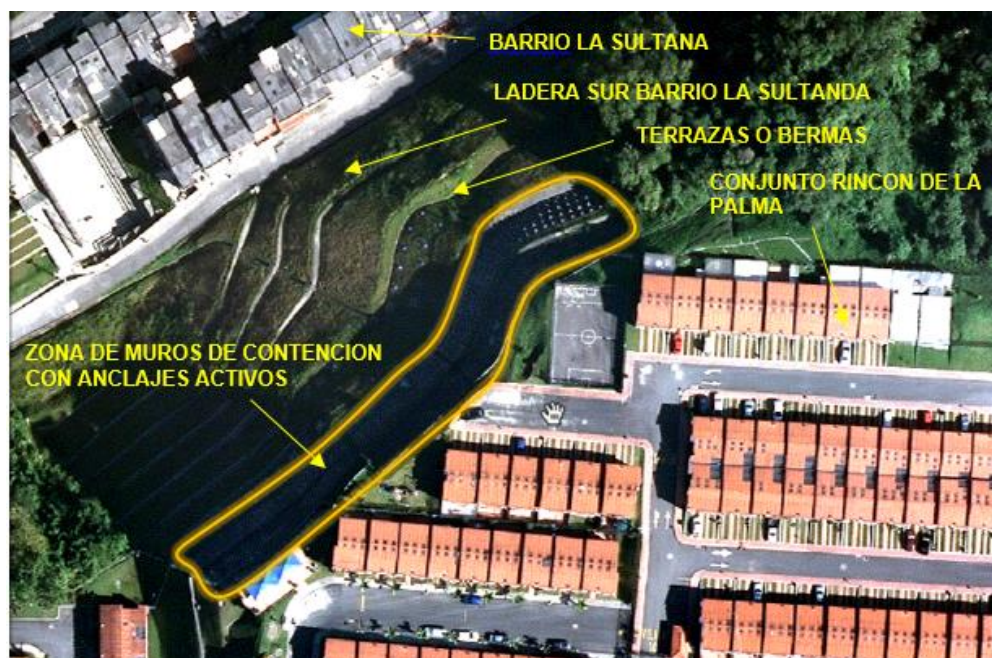 BARRIO LA SULTANA
LADERA SUR BARRIO LA SULTANDA
TERRAZAS O BERMAS
CONJUNTO RINCON DE LA
PALMA
ZONA DE MUROS DE CONTENCION
CON ANCLAJES ACTIVOS